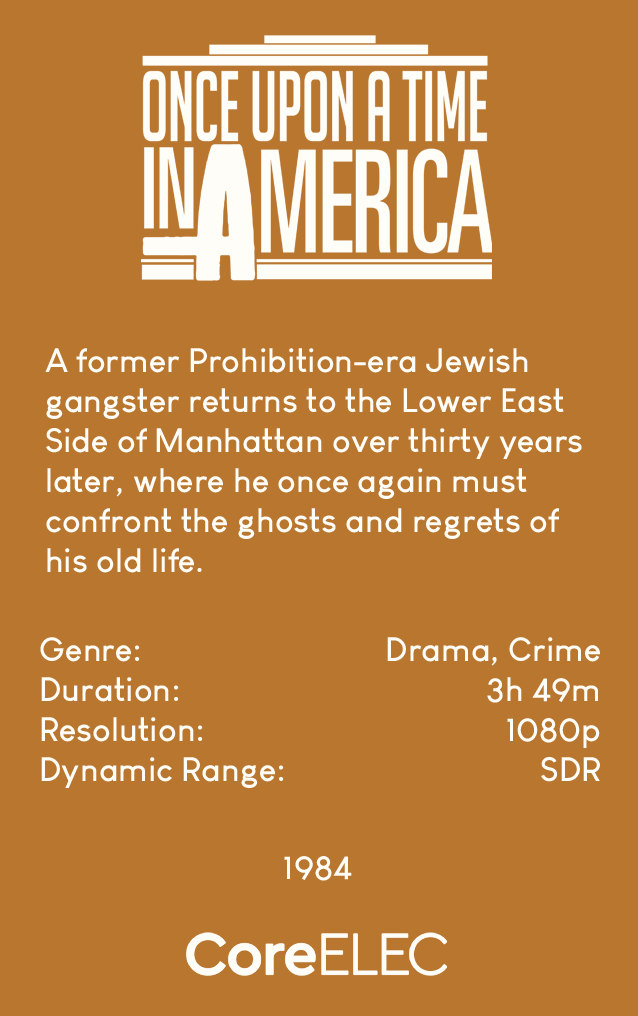 ONCE UPON A TIME
IN AMERICA
A former Prohibition-era Jewish
gangster returns to the Lower East
Side of Manhattan over thirty years
later, where he once again must
confront the ghosts and regrets of
his old life.
Genre: Drama, Crime
Duration: 3h 49m
Resolution: 1080p
Dynamic Range: SDR
1984
CoreELEC